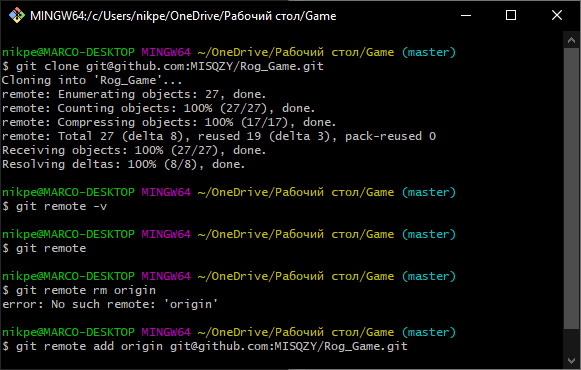 MINGW64:/c/Users/nikpe/OneDrive/Рабочий стол/Game
nikpe@MARCO-DESKTOP MINGW64 ~/OneDrive/Рабочий стол/Game (master)
$ git clone git@github.com:MISQZY/Rog_Game.git
Cloning into 'Rog_Game'...
remote: Enumerating objects: 27, done.
remote: Counting objects: 100% (27/27), done.
remote: Compressing objects: 100% (17/17), done.
remote: Total 27 (delta 8), reused 19 (delta 3), pack-reused 0
Receiving objects: 100% (27/27), done.
Resolving deltas: 100% (8/8), done.
nikpe@MARCO-DESKTOP MINGW64 ~/OneDrive/Рабочий стол/Game (master)
$ git remote -v
nikpe@MARCO-DESKTOP MINGW64 ~/OneDrive/Рабочий стол/Game (master)
$ git remote
nikpe@MARCO-DESKTOP MINGW64 ~/OneDrive/Рабочий стол/Game (master)
$ git remote rm origin
error: No such remote: 'origin'
nikpe@MARCO-DESKTOP MINGW64 ~/OneDrive/Рабочий стол/Game (master)
$ git remote add origin git@github.com:MISQZY/Rog_Game.git